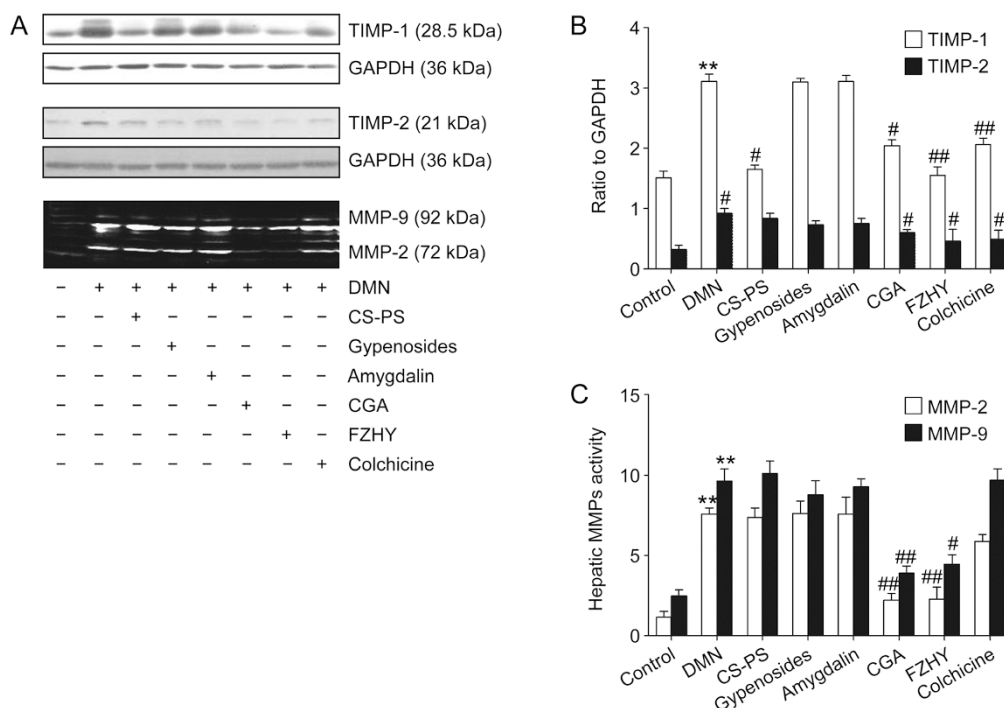 A
TIMP-1 (28.5 kDa)
GAPDH (36 kDa)
TIMP-2 (21 kDa)
GAPDH (36 kDa)
MMP-9 (92 kDa)
MMP-2 (72 kDa)
– + + + + + + + DMN
– – + – – – – – CS-PS
– – – + – – – – Gypenosides
– – – – + – – – Amygdalin
– – – – – + – – CGA
– – – – – – + – FZHY
– – – – – – – + Colchicine
B
TIMP-1
TIMP-2
Ratio to GAPDH
4
3
2
1
0
** # # # # ## # ## #
Control DMN CS-PS Gypenosides Amygdalin CGA FZHY Colchicine
C
MMP-2
MMP-9
Hepatic MMPs activity
15
10
5
0
** ** ## ## ## #
Control DMN CS-PS Gypenosides Amygdalin CGA FZHY Colchicine